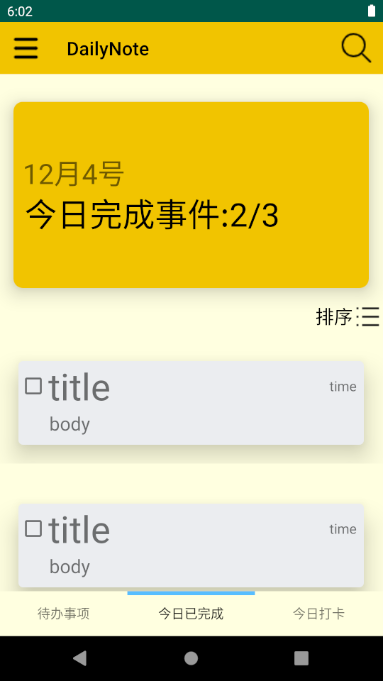 6:02
DailyNote
12月4号
今日完成事件:2/3
排序
title
time
body
title
time
body
待办事项 今日已完成 今日打卡